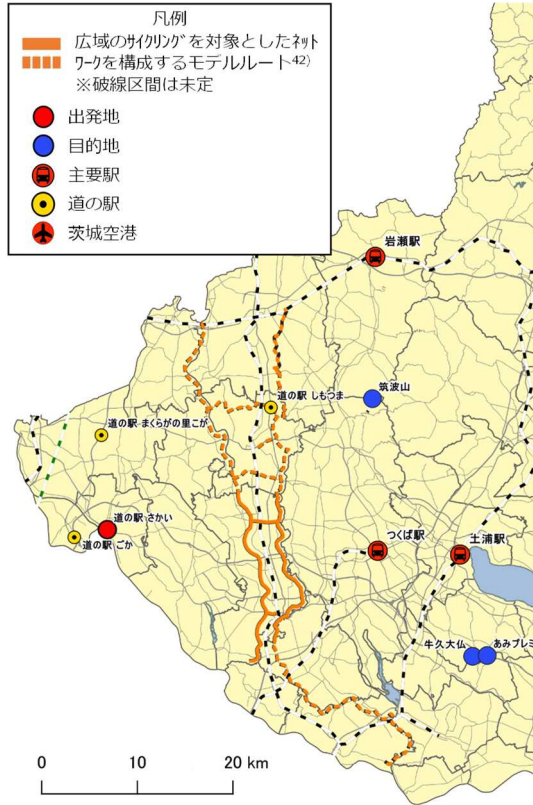 凡例
広域のｻｲｸﾘﾝｸﾞを対象としたﾈｯﾄ
ﾜｰｸを構成するモデルルート⁴²⁾
※破線区間は未定
出発地
目的地
主要駅
道の駅
茨城空港
岩瀬駅
筑波山
道の駅 しもつま
道の駅 まくらがの里こが
道の駅 さかい
道の駅 ごか
つくば駅
土浦駅
牛久大仏
あみプレミ
0 10 20 km